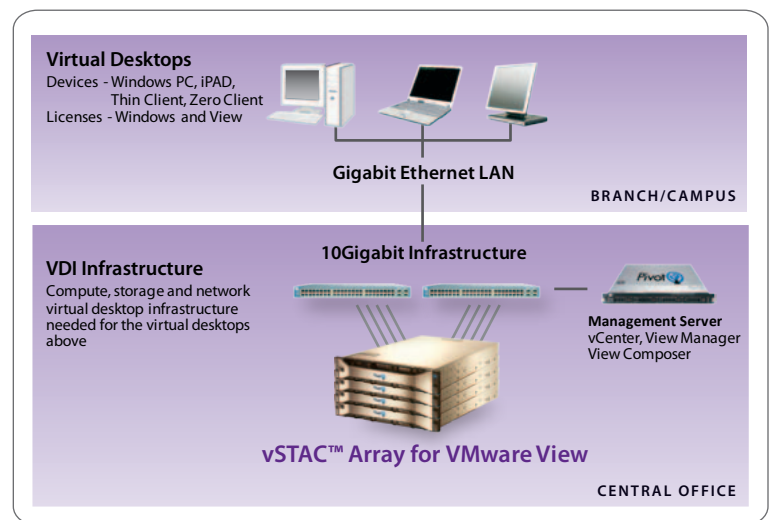 Virtual Desktops
Devices - Windows PC, iPAD,
Thin Client, Zero Client
Licenses - Windows and View
Gigabit Ethernet LAN
BRANCH/CAMPUS
10Gigabit Infrastructure
VDI Infrastructure
Compute, storage and network
virtual desktop infrastructure
needed for the virtual desktops
above
Pivot
Management Server
vCenter, View Manager
View Composer
vSTAC™ Array for VMware View
CENTRAL OFFICE